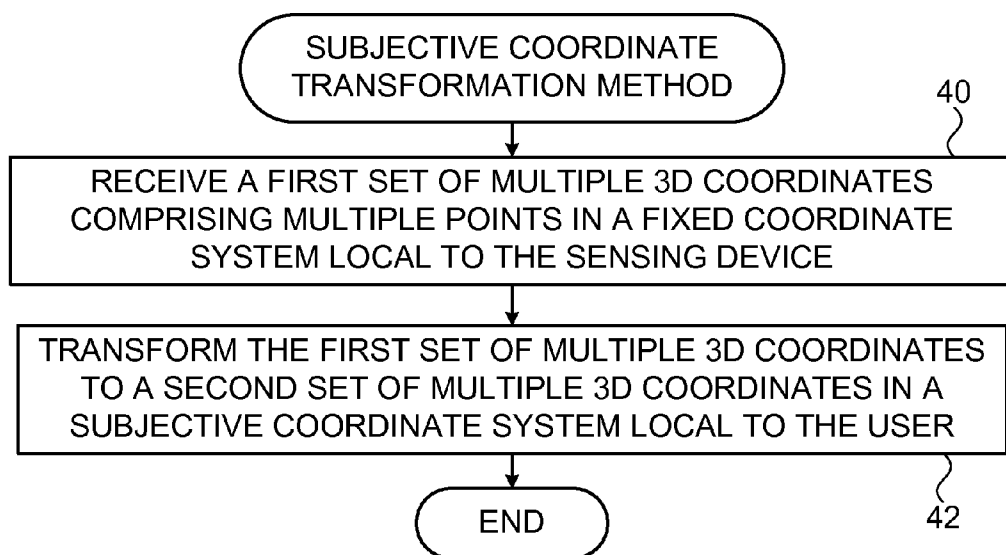 SUBJECTIVE COORDINATE
TRANSFORMATION METHOD
40
RECEIVE A FIRST SET OF MULTIPLE 3D COORDINATES
COMPRISING MULTIPLE POINTS IN A FIXED COORDINATE
SYSTEM LOCAL TO THE SENSING DEVICE
TRANSFORM THE FIRST SET OF MULTIPLE 3D COORDINATES
TO A SECOND SET OF MULTIPLE 3D COORDINATES IN A
SUBJECTIVE COORDINATE SYSTEM LOCAL TO THE USER
42
END